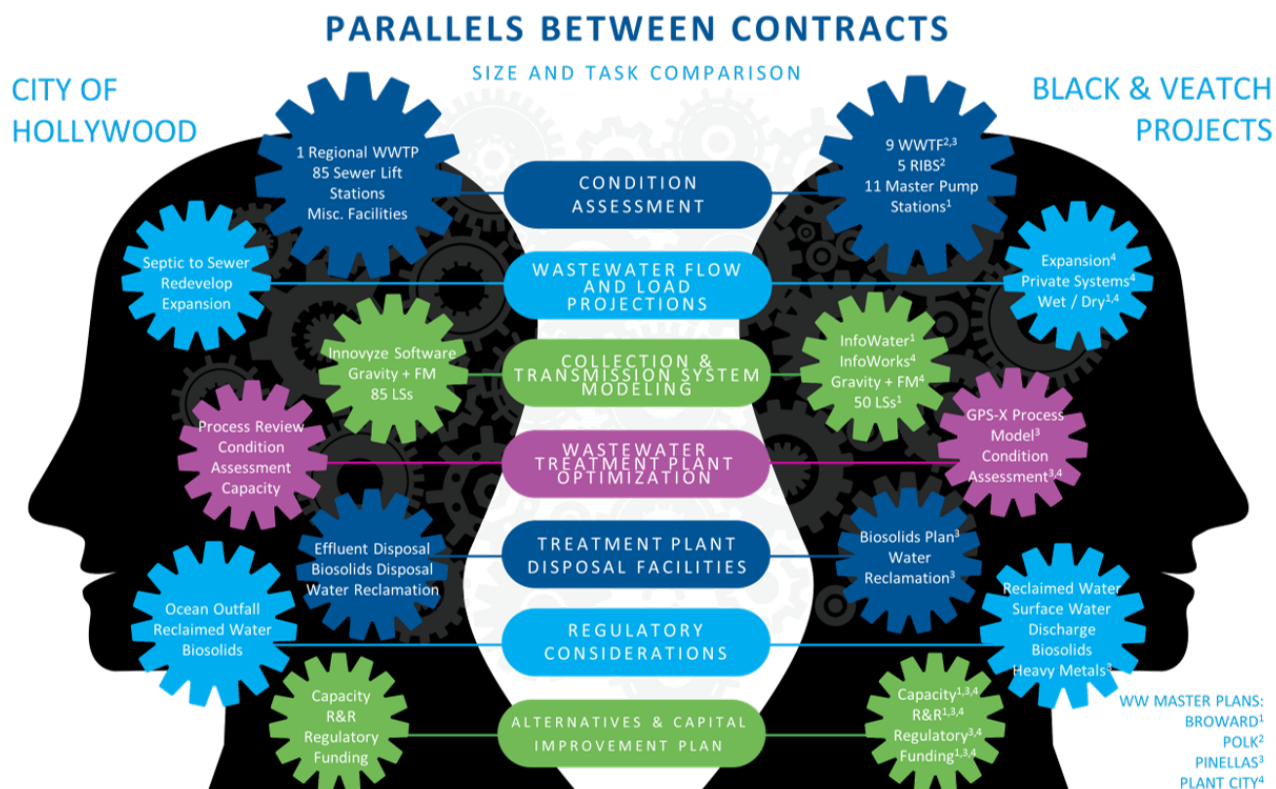 PARALLELS BETWEEN CONTRACTS
SIZE AND TASK COMPARISON
CITY OF
HOLLYWOOD
BLACK & VEATCH
PROJECTS
1 Regional WWTP
85 Sewer Lift
Stations
Misc. Facilities
CONDITION
ASSESSMENT
9 WWTF2,3
5 RIBS2
11 Master Pump
Stations1
Septic to Sewer
Redevelop
Expansion
WASTEWATER FLOW
AND LOAD
PROJECTIONS
Expansion4
Private Systems4
Wet / Dry1,4
Innovyze Software
Gravity + FM
85 LSs
COLLECTION &
TRANSMISSION SYSTEM
MODELING
InfoWater1
InfoWorks4
Gravity + FM4
50 LSs1
Process Review
Condition
Assessment
Capacity
WASTEWATER
TREATMENT PLANT
OPTIMIZATION
GPS-X Process
Model3
Condition
Assessment3,4
Effluent Disposal
Biosolids Disposal
Water Reclamation
TREATMENT PLANT
DISPOSAL FACILITIES
Biosolids Plan3
Water
Reclamation3
Ocean Outfall
Reclaimed Water
Biosolids
REGULATORY
CONSIDERATIONS
Reclaimed Water
Surface Water
Discharge
Biosolids
Heavy Metals3
Capacity
R&R
Regulatory
Funding
ALTERNATIVES & CAPITAL
IMPROVEMENT PLAN
Capacity1,3,4
R&R1,3,4
Regulatory3,4
Funding1,3,4
WW MASTER PLANS:
BROWARD1
POLK2
PINELLAS3
PLANT CITY4